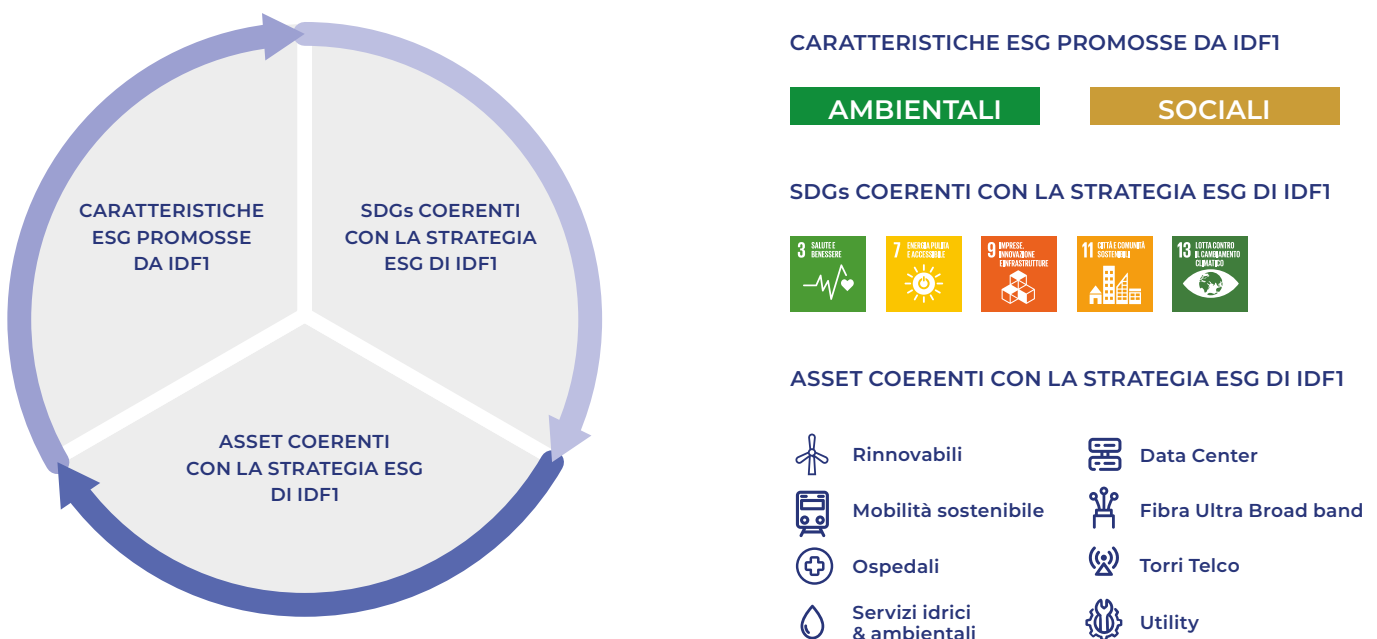 CARATTERISTICHE
ESG PROMOSSE
DA IDF1
SDGs COERENTI
CON LA STRATEGIA
ESG DI IDF1
ASSET COERENTI
CON LA STRATEGIA ESG
DI IDF1
CARATTERISTICHE ESG PROMOSSE DA IDF1
AMBIENTALI
SOCIALI
SDGs COERENTI CON LA STRATEGIA ESG DI IDF1
3 SALUTE E
BENESSERE
7 ENERGIA PULITA
E ACCESSIBILE
9 IMPRESE,
INNOVAZIONE
E INFRASTRUTTURE
11 CITTÀ E COMUNITÀ
SOSTENIBILI
13 LOTTA CONTRO
IL CAMBIAMENTO
CLIMATICO
ASSET COERENTI CON LA STRATEGIA ESG DI IDF1
Rinnovabili
Data Center
Mobilità sostenibile
Fibra Ultra Broad band
Ospedali
Torri Telco
Servizi idrici
& ambientali
Utility